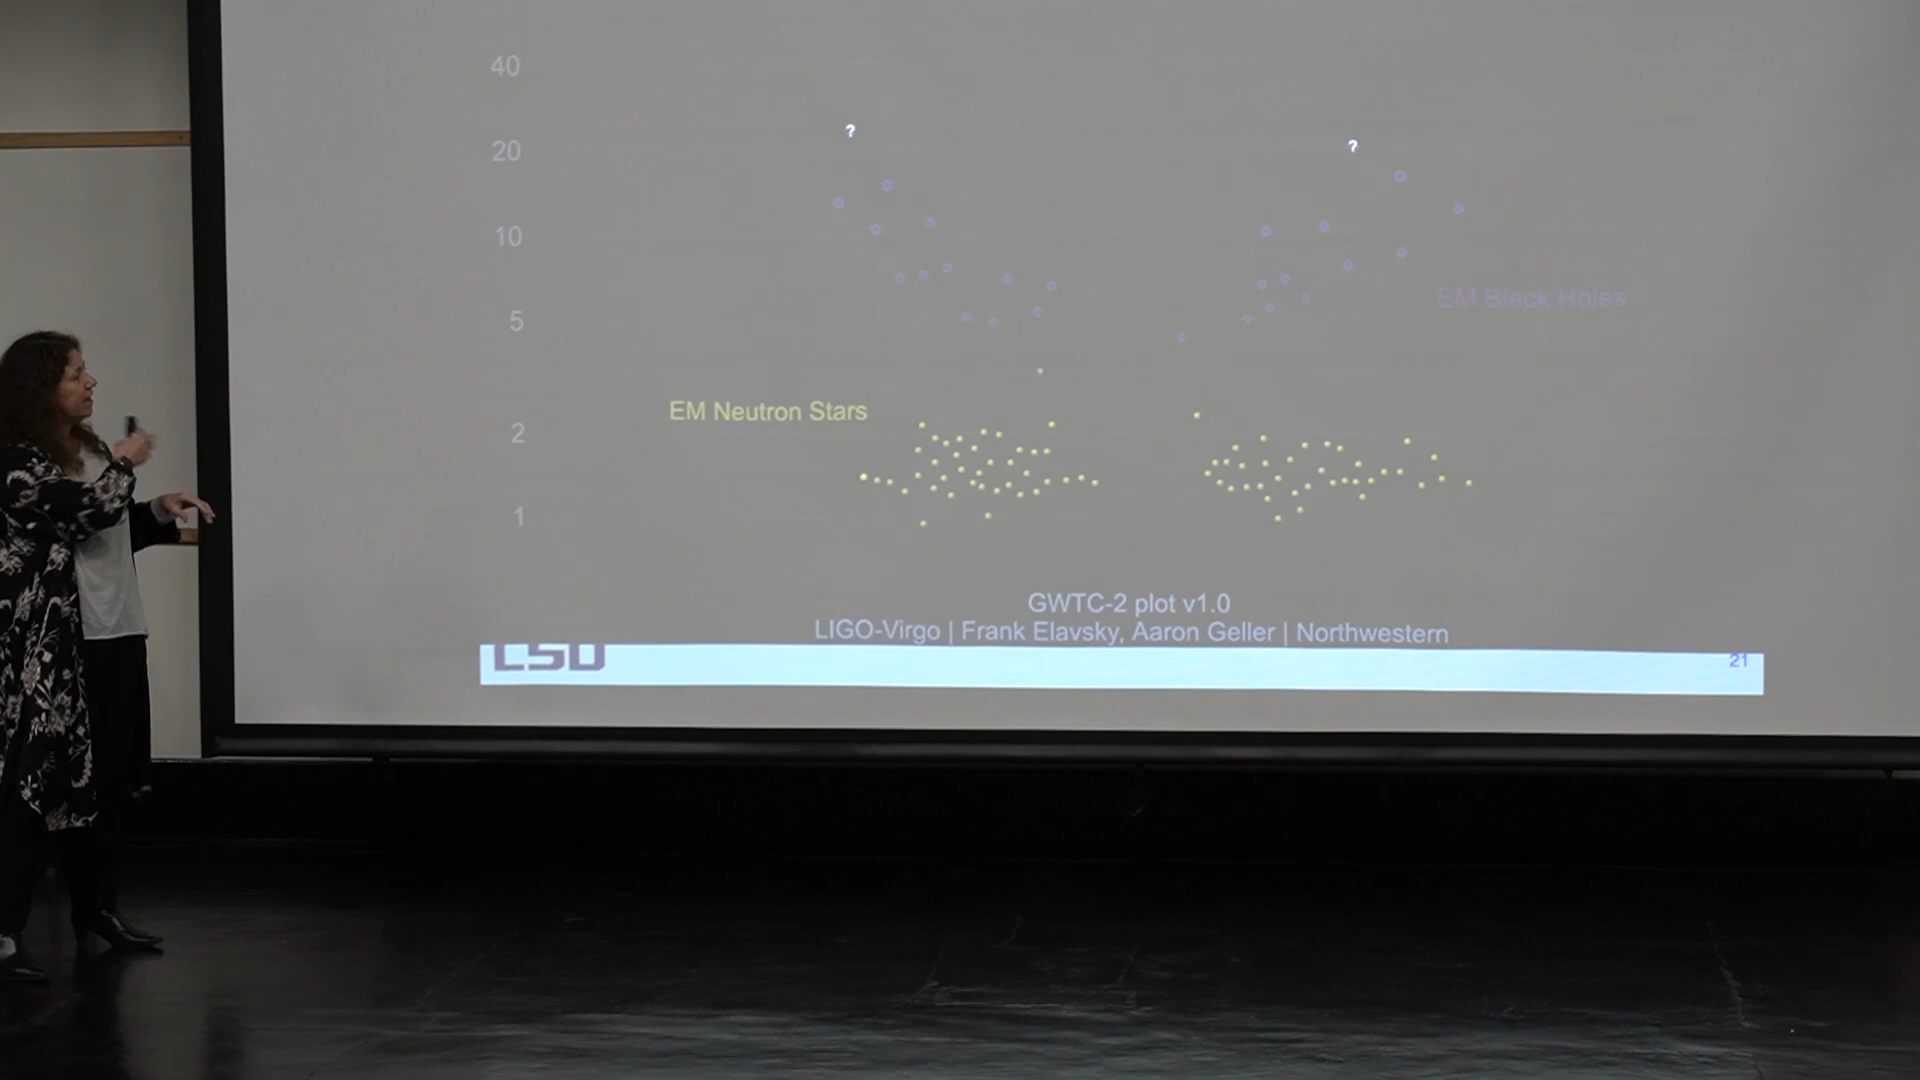 40
?
?
20
10
EM Black Holes
5
EM Neutron Stars
2
1
GWTC-2 plot v1.0
LIGO-Virgo | Frank Elavsky, Aaron Geller | Northwestern
LSU
21